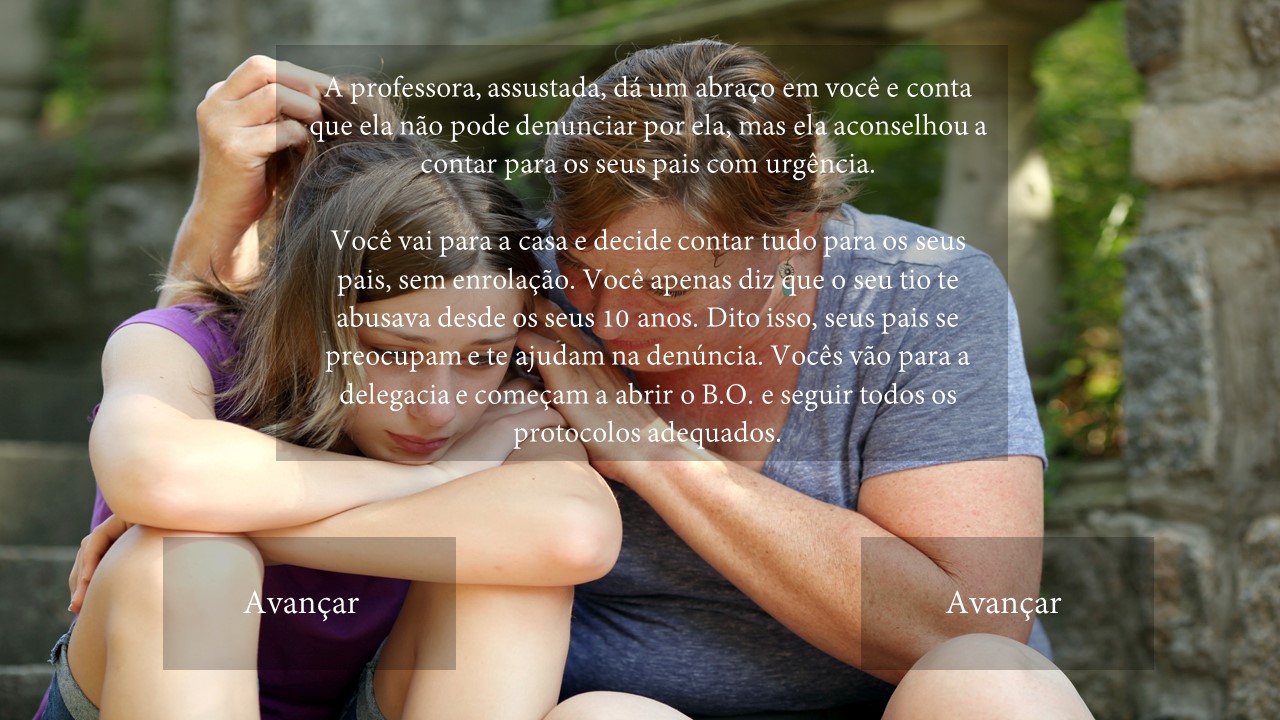 A professora, assustada, dá um abraço em você e conta
que ela não pode denunciar por ela, mas ela aconselhou a
contar para os seus pais com urgência.
Você vai para a casa e decide contar tudo para os seus
pais, sem enrolação. Você apenas diz que o seu tio te
abusava desde os seus 10 anos. Dito isso, seus pais se
preocupam e te ajudam na denúncia. Vocês vão para a
delegacia e começam a abrir o B.O. e seguir todos os
protocolos adequados.
Avançar
Avançar